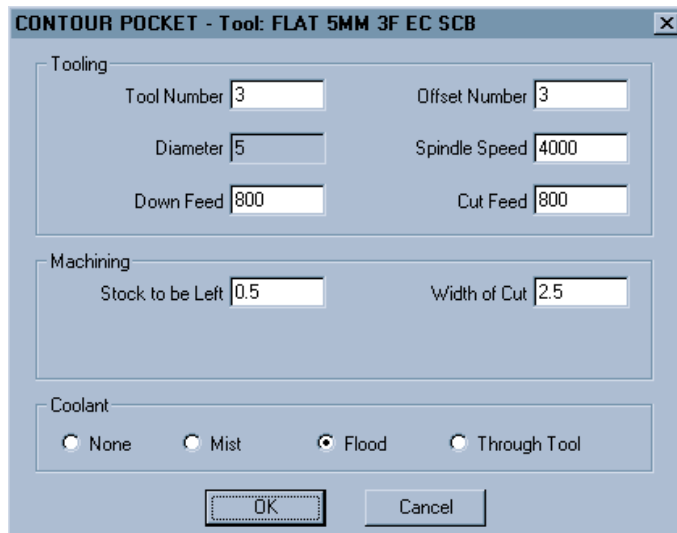 CONTOUR POCKET - Tool: FLAT 5MM 3F EC SCB
Tooling
Tool Number 3 Offset Number 3
Diameter 5 Spindle Speed 4000
Down Feed 800 Cut Feed 800
Machining
Stock to be Left 0.5 Width of Cut 2.5
Coolant
None Mist Flood Through Tool
OK Cancel